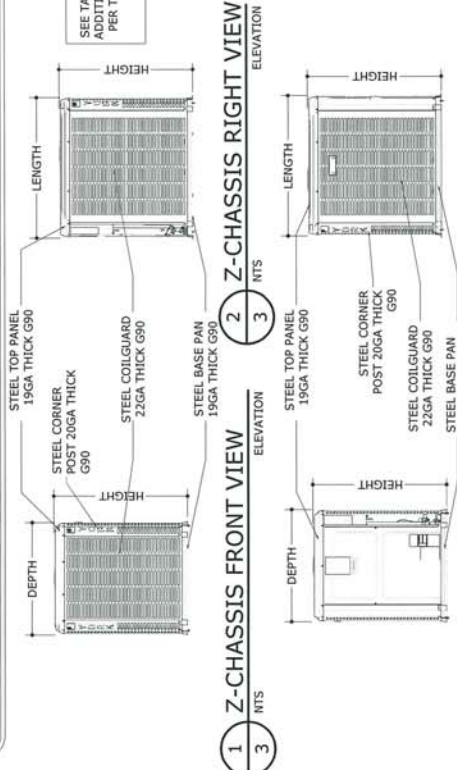 SEE TA
ADDITI
PER T
STEEL TOP PANEL
19GA THICK G90
STEEL CORNER
POST 20GA THICK
G90
STEEL COILGUARD
22GA THICK G90
STEEL BASE PAN
19GA THICK G90
DEPTH
HEIGHT
LENGTH
HEIGHT
1
3
Z-CHASSIS FRONT VIEW
NTS
ELEVATION
2
3
Z-CHASSIS RIGHT VIEW
NTS
ELEVATION
STEEL TOP PANEL
19GA THICK G90
STEEL CORNER
POST 20GA THICK
G90
STEEL COILGUARD
22GA THICK G90
STEEL BASE PAN
DEPTH
HEIGHT
LENGTH
HEIGHT